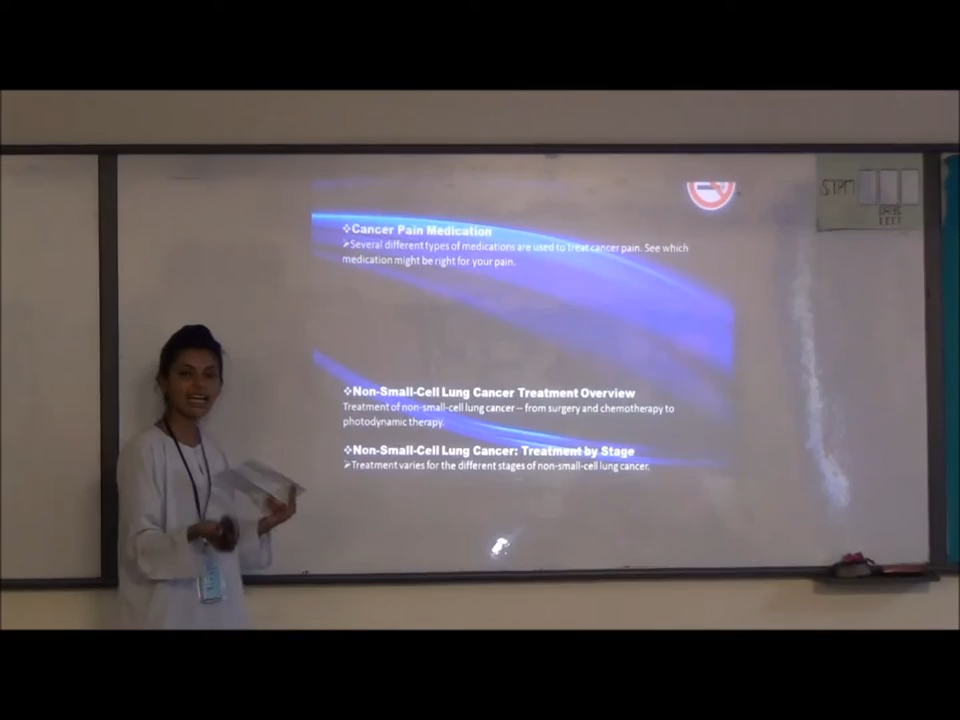 ❖Cancer Pain Medication
➢Several different types of medications are used to treat cancer pain. See which
medication might be right for your pain.
❖Non-Small-Cell Lung Cancer Treatment Overview
Treatment of non-small-cell lung cancer -- from surgery and chemotherapy to
photodynamic therapy.
❖Non-Small-Cell Lung Cancer: Treatment by Stage
➢Treatment varies for the different stages of non-small-cell lung cancer.